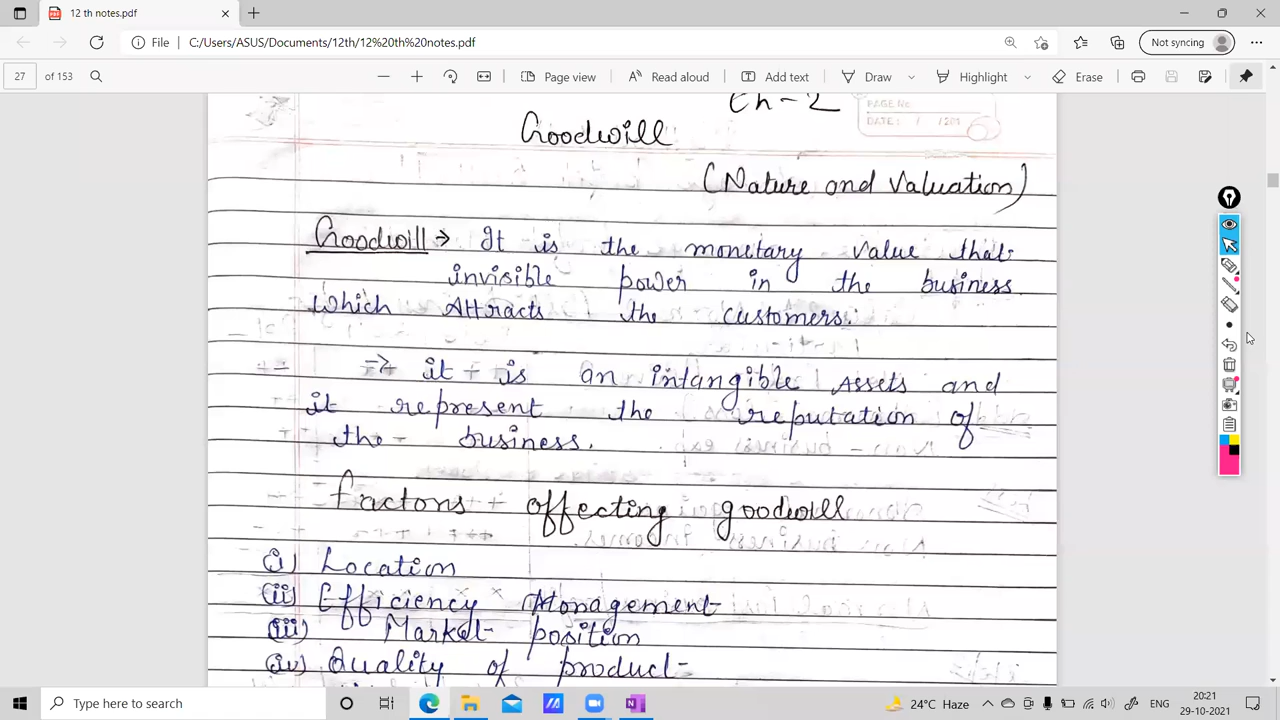 12 th notes.pdf
File C:/Users/ASUS/Documents/12th/12%20th%20notes.pdf Not syncing
27 of 153 Page view Read aloud Add text Draw Highlight Erase
Ch-2
PAGE No
DATE: / /201
Goodwill
(Nature and Valuation)
Goodwill → It is the monetary value that
invisible power in the business
which Attracts the customers.
⇒ it is an intangible Assets and
it represent the reputation of
the business.
factors affecting goodwill
(i) Location
(ii) Efficiency Management
(iii) Market position
(iv) Quality of product
Type here to search
24°C Haze ENG 20:21
29-10-2021